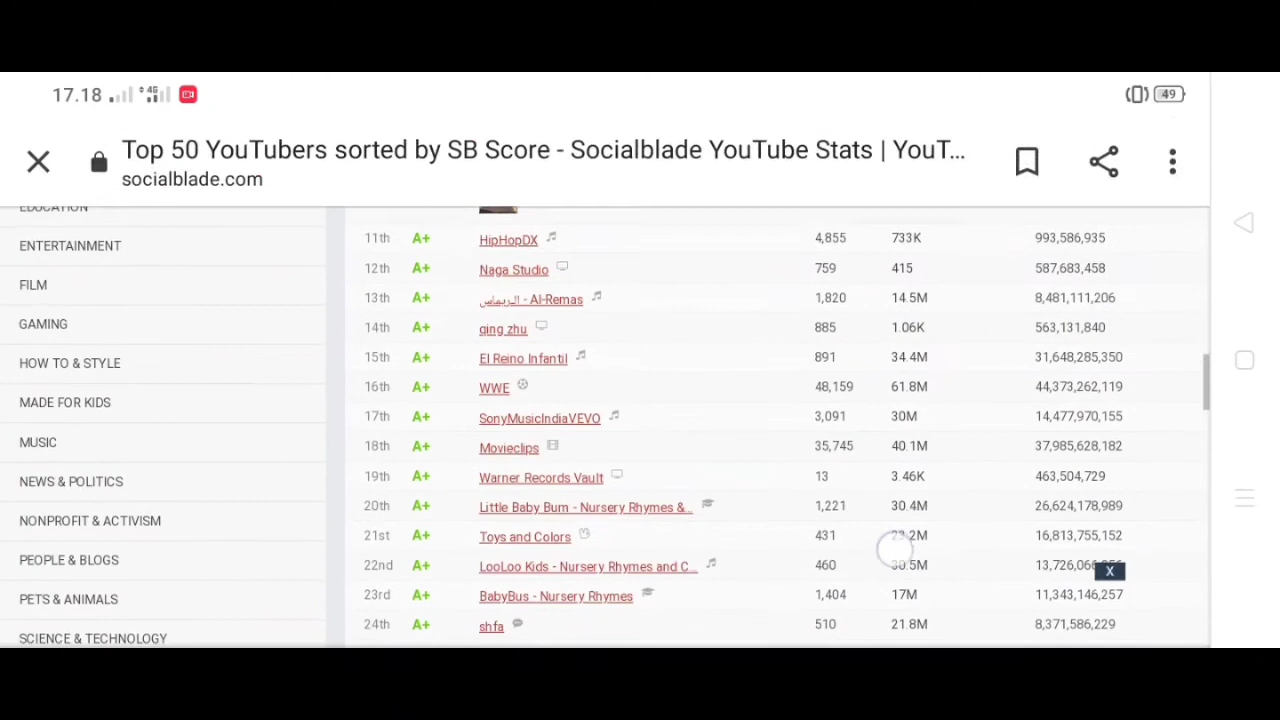 17.18 4G 49
Top 50 YouTubers sorted by SB Score - Socialblade YouTube Stats | YouT...
socialblade.com
EDUCATION
ENTERTAINMENT
FILM
GAMING
HOW TO & STYLE
MADE FOR KIDS
MUSIC
NEWS & POLITICS
NONPROFIT & ACTIVISM
PEOPLE & BLOGS
PETS & ANIMALS
SCIENCE & TECHNOLOGY
11th A+ HipHopDX 4,855 733K 993,586,935
12th A+ Naga Studio 759 415 587,683,458
13th A+ الريماس - Al-Remas 1,820 14.5M 8,481,111,206
14th A+ qing zhu 885 1.06K 563,131,840
15th A+ El Reino Infantil 891 34.4M 31,648,285,350
16th A+ WWE 48,159 61.8M 44,373,262,119
17th A+ SonyMusicIndiaVEVO 3,091 30M 14,477,970,155
18th A+ Movieclips 35,745 40.1M 37,985,628,182
19th A+ Warner Records Vault 13 3.46K 463,504,729
20th A+ Little Baby Bum - Nursery Rhymes &... 1,221 30.4M 26,624,178,989
21st A+ Toys and Colors 431 16,813,755,152
22nd A+ LooLoo Kids - Nursery Rhymes and C... 460
X
23rd A+ BabyBus - Nursery Rhymes 1,404 17M 11,343,146,257
24th A+ shfa 510 21.8M 8,371,586,229